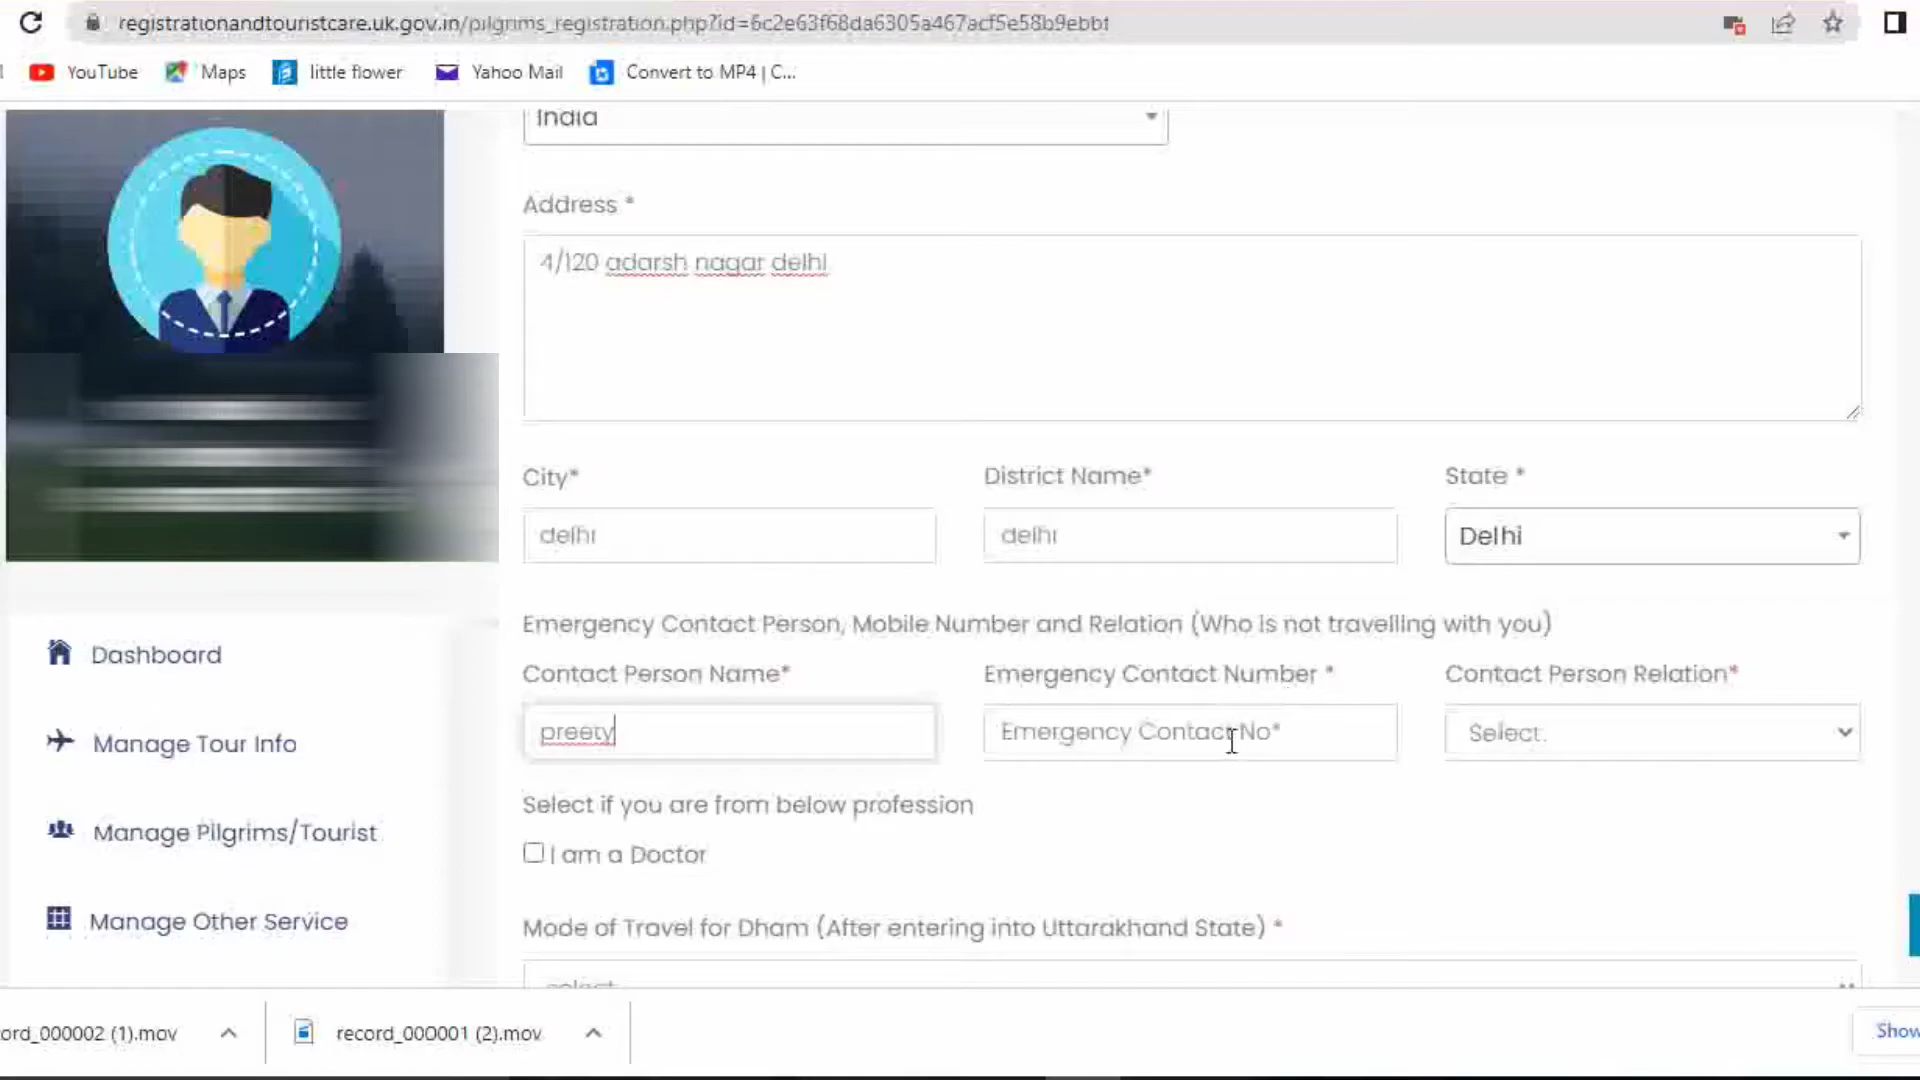 registrationandtouristcare.uk.gov.in/pilgrims_registration.php?id=6c2e63f68da6305a467acf5e58b9ebbf
YouTube Maps little flower Yahoo Mail Convert to MP4 | C...
India
Address *
4/120 adarsh nagar delhi
City* District Name* State *
delhi delhi Delhi
Emergency Contact Person, Mobile Number and Relation (Who is not travelling with you)
Contact Person Name* Emergency Contact Number * Contact Person Relation*
preety Emergency Contact No* Select.
Select if you are from below profession
I am a Doctor
Mode of Travel for Dham (After entering into Uttarakhand State) *
select
Dashboard
Manage Tour Info
Manage Pilgrims/Tourist
Manage Other Service
ord_000002 (1).mov record_000001 (2).mov Show